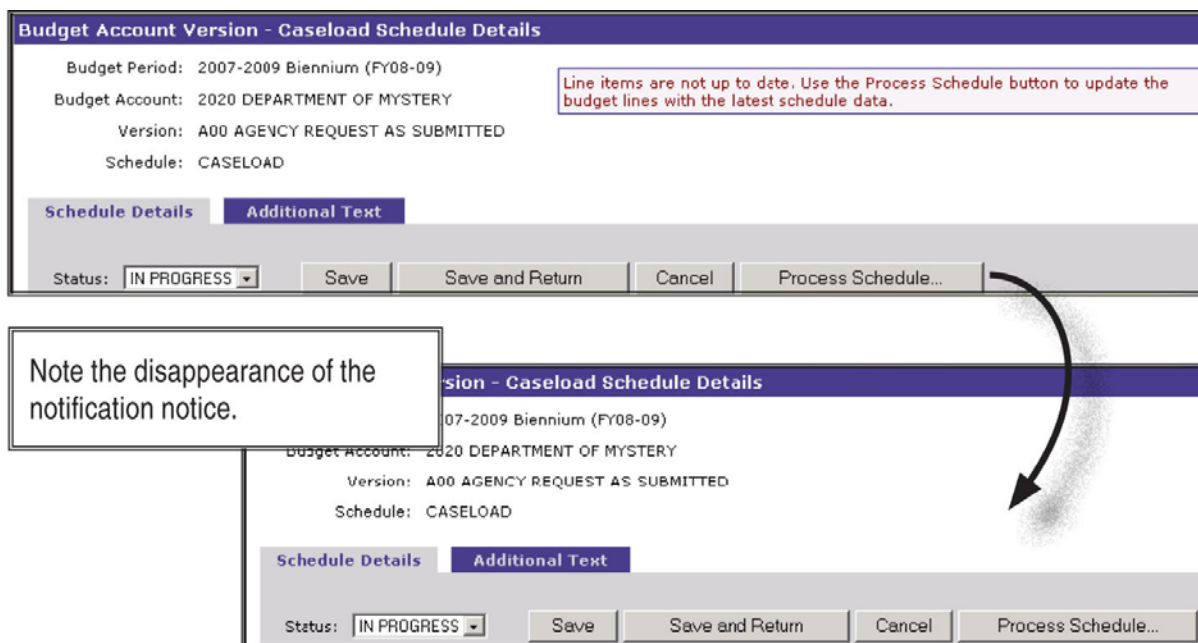 Budget Account Version - Caseload Schedule Details
Budget Period: 2007-2009 Biennium (FY08-09)
Line items are not up to date. Use the Process Schedule button to update the
budget lines with the latest schedule data.
Budget Account: 2020 DEPARTMENT OF MYSTERY
Version: A00 AGENCY REQUEST AS SUBMITTED
Schedule: CASELOAD
Schedule Details Additional Text
Status: IN PROGRESS Save Save and Return Cancel Process Schedule...
Note the disappearance of the
notification notice.
sion - Caseload Schedule Details
07-2009 Biennium (FY08-09)
Budget Account: 2020 DEPARTMENT OF MYSTERY
Version: A00 AGENCY REQUEST AS SUBMITTED
Schedule: CASELOAD
Schedule Details Additional Text
Status: IN PROGRESS Save Save and Return Cancel Process Schedule...